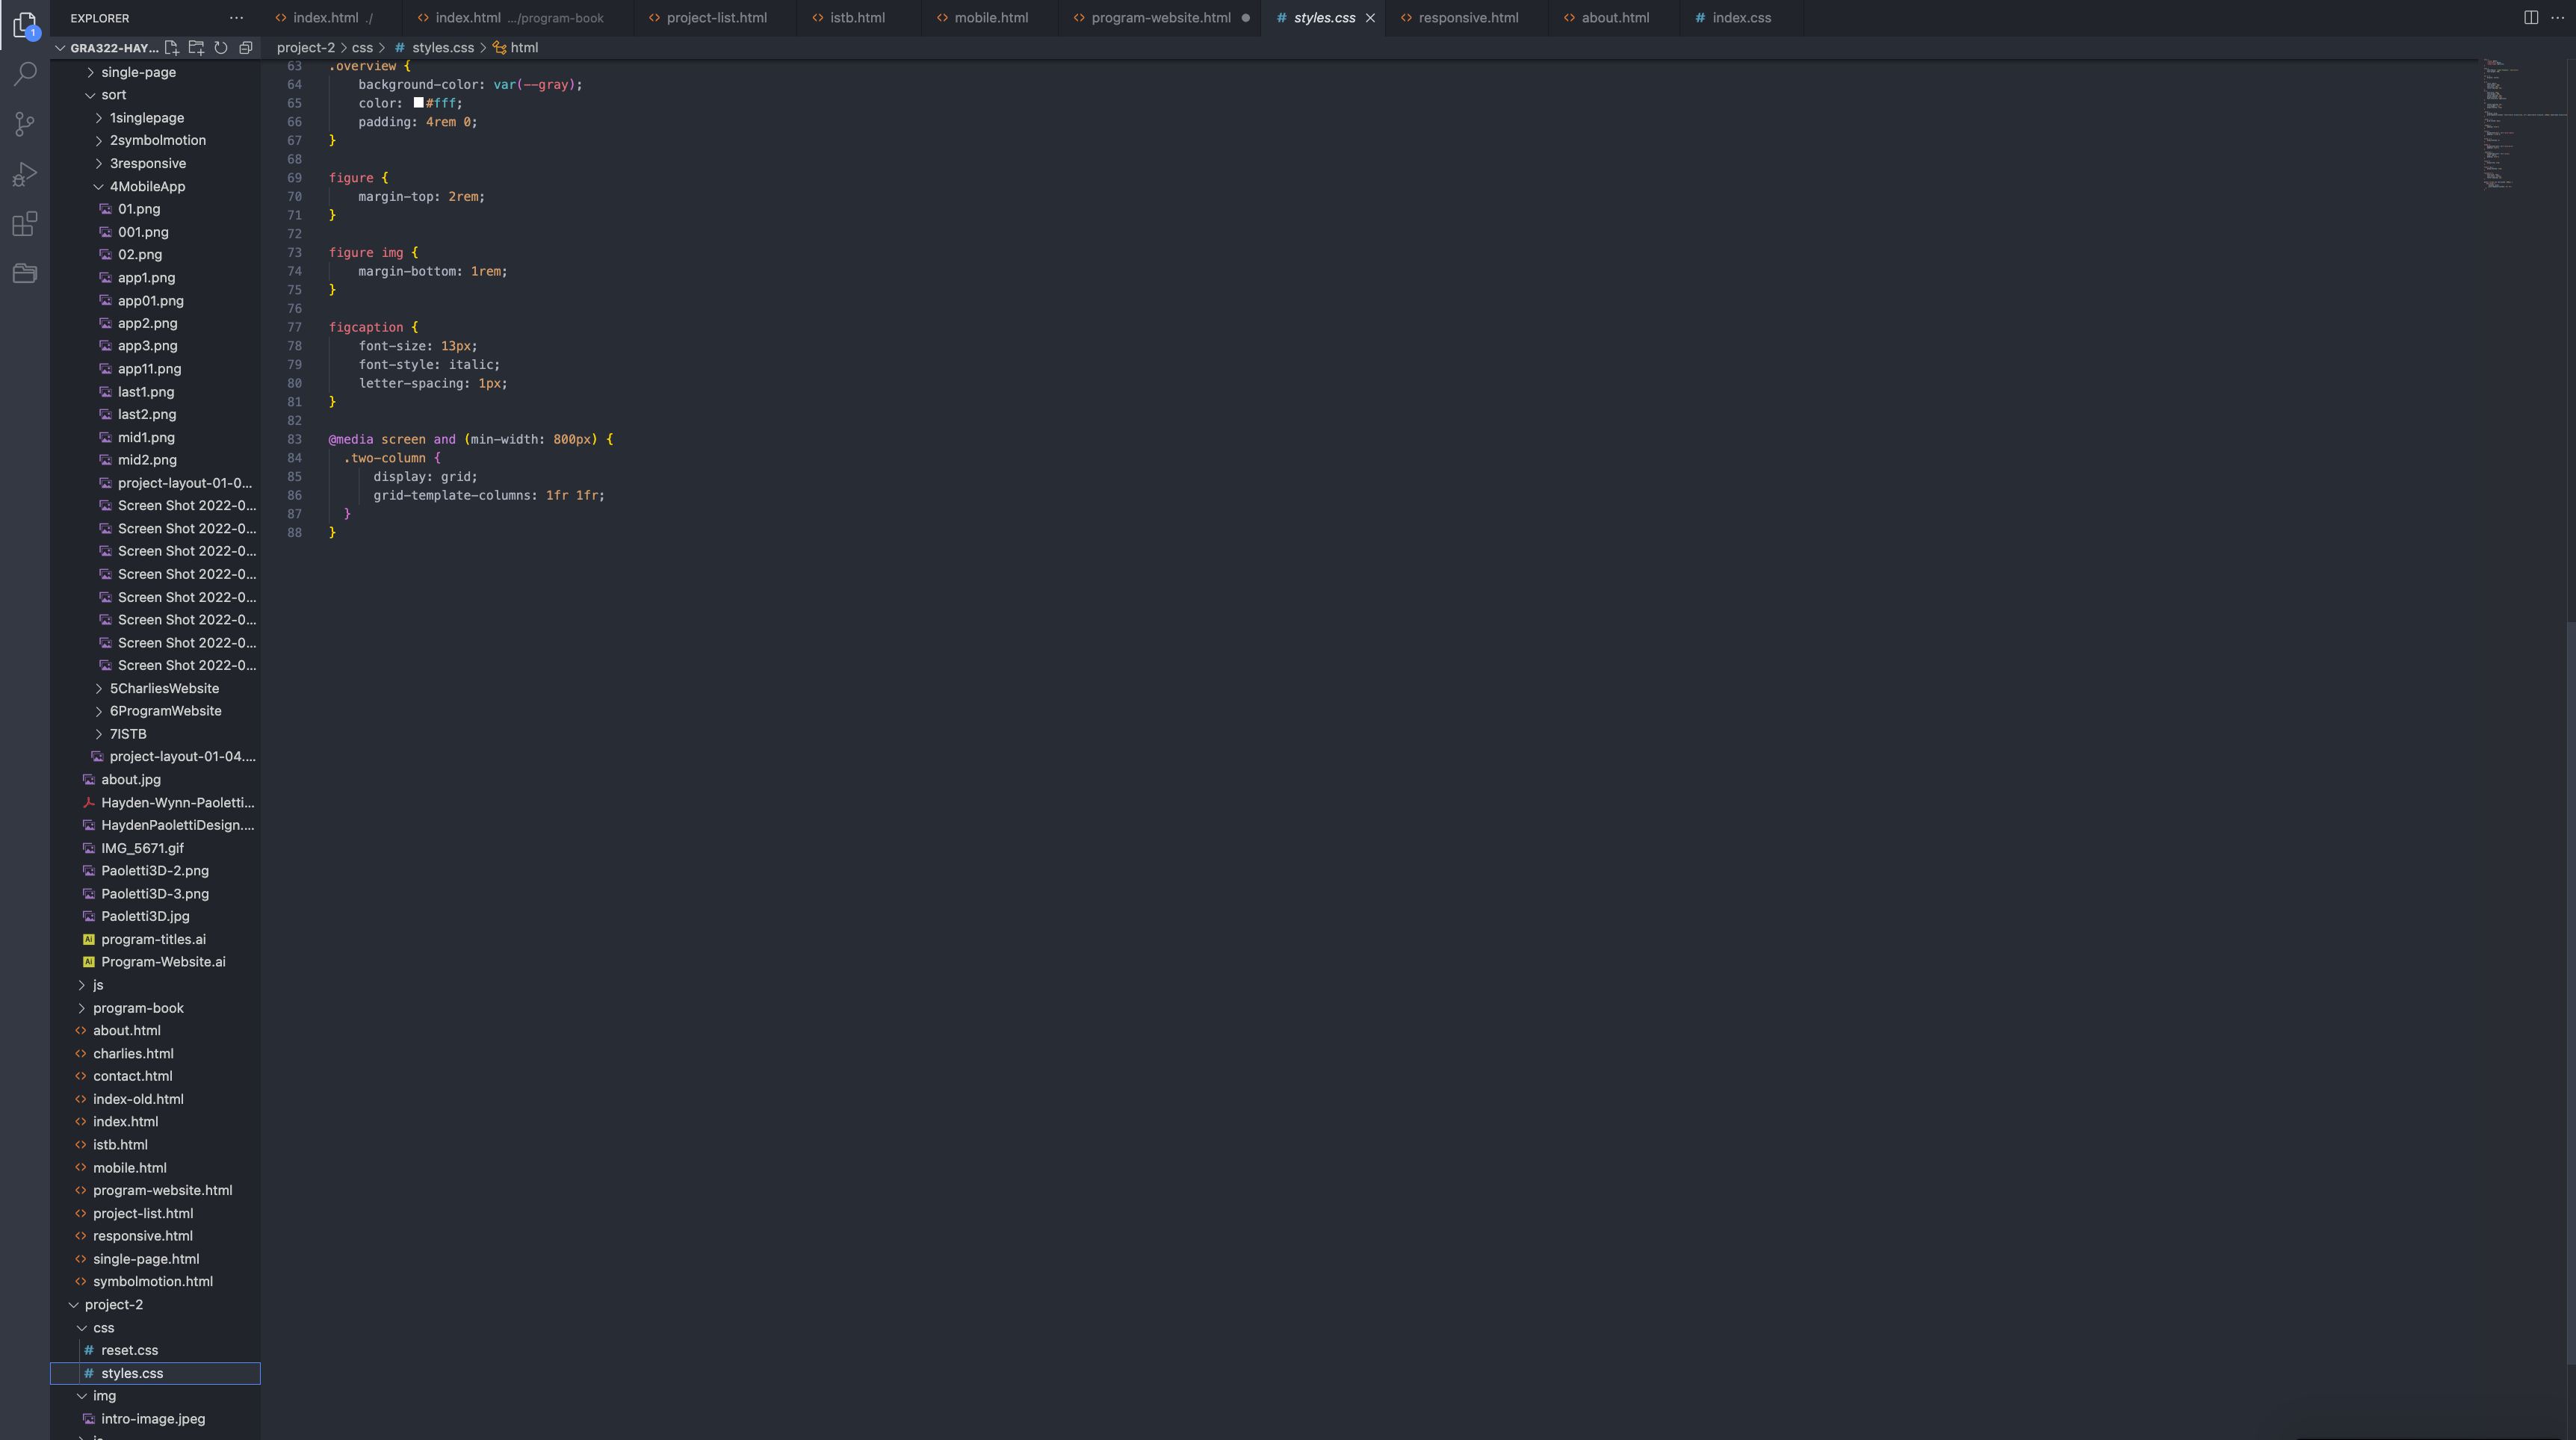 EXPLORER
index.html ./
index.html .../program-book
project-list.html
istb.html
mobile.html
program-website.html
styles.css
responsive.html
about.html
index.css
1
GRA322-HAY...
project-2 > css > # styles.css > html
single-page
sort
1singlepage
2symbolmotion
3responsive
4MobileApp
01.png
001.png
02.png
app1.png
app01.png
app2.png
app3.png
app11.png
last1.png
last2.png
mid1.png
mid2.png
project-layout-01-0...
Screen Shot 2022-0...
Screen Shot 2022-0...
Screen Shot 2022-0...
Screen Shot 2022-0...
Screen Shot 2022-0...
Screen Shot 2022-0...
Screen Shot 2022-0...
Screen Shot 2022-0...
5CharliesWebsite
6ProgramWebsite
7ISTB
project-layout-01-04....
about.jpg
Hayden-Wynn-Paoletti...
HaydenPaolettiDesign....
IMG_5671.gif
Paoletti3D-2.png
Paoletti3D-3.png
Paoletti3D.jpg
program-titles.ai
Program-Website.ai
js
program-book
about.html
charlies.html
contact.html
index-old.html
index.html
istb.html
mobile.html
program-website.html
project-list.html
responsive.html
single-page.html
symbolmotion.html
project-2
css
# reset.css
# styles.css
img
intro-image.jpeg
63 .overview {
64 background-color: var(--gray);
65 color: #fff;
66 padding: 4rem 0;
67 }
68
69 figure {
70 margin-top: 2rem;
71 }
72
73 figure img {
74 margin-bottom: 1rem;
75 }
76
77 figcaption {
78 font-size: 13px;
79 font-style: italic;
80 letter-spacing: 1px;
81 }
82
83 @media screen and (min-width: 800px) {
84 .two-column {
85 display: grid;
86 grid-template-columns: 1fr 1fr;
87 }
88 }